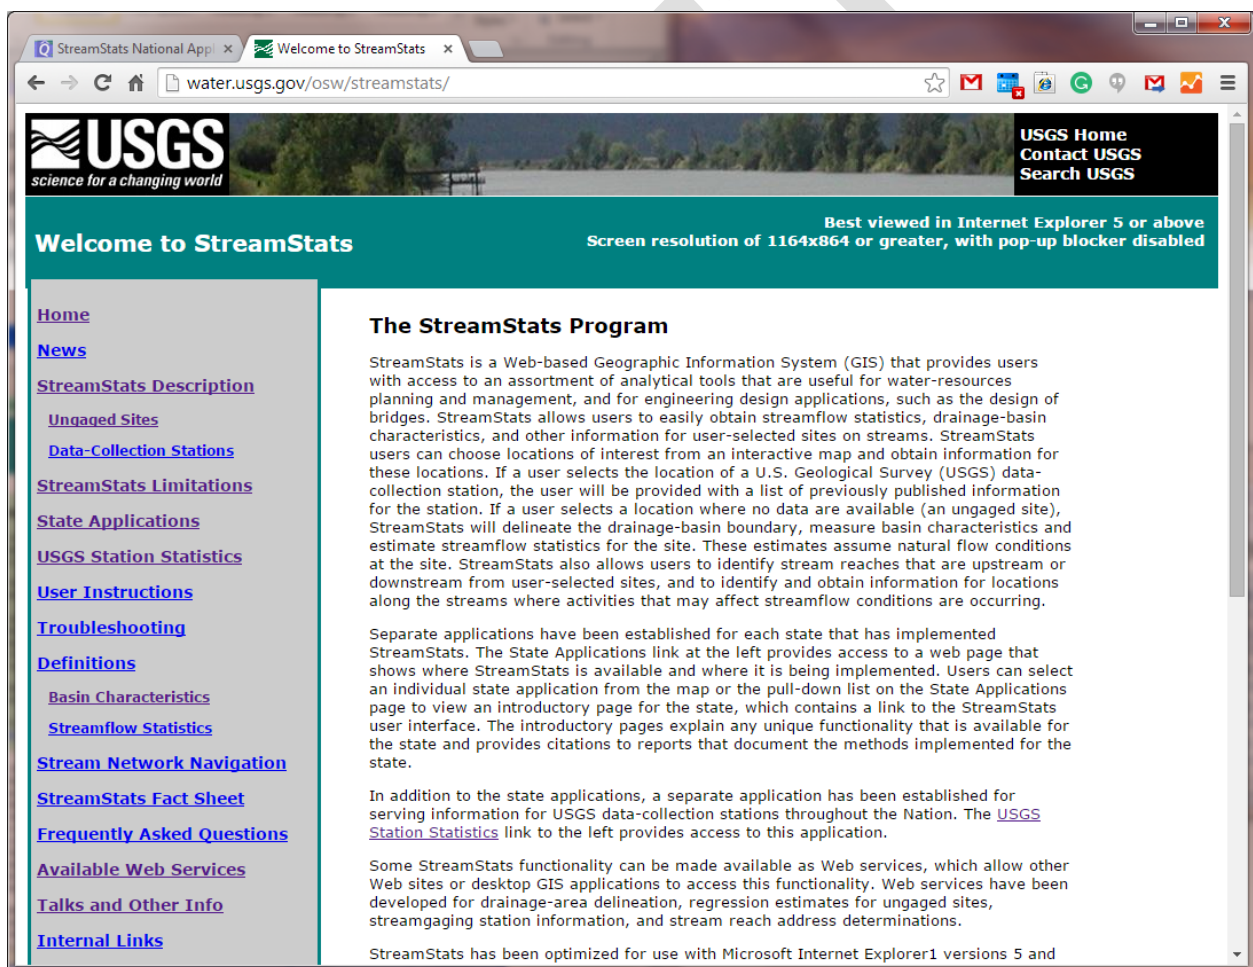 StreamStats National Appl
Welcome to StreamStats
water.usgs.gov/osw/streamstats/
USGS
science for a changing world
USGS Home
Contact USGS
Search USGS
Welcome to StreamStats
Best viewed in Internet Explorer 5 or above
Screen resolution of 1164x864 or greater, with pop-up blocker disabled
Home
News
StreamStats Description
Ungaged Sites
Data-Collection Stations
StreamStats Limitations
State Applications
USGS Station Statistics
User Instructions
Troubleshooting
Definitions
Basin Characteristics
Streamflow Statistics
Stream Network Navigation
StreamStats Fact Sheet
Frequently Asked Questions
Available Web Services
Talks and Other Info
Internal Links
The StreamStats Program
StreamStats is a Web-based Geographic Information System (GIS) that provides users
with access to an assortment of analytical tools that are useful for water-resources
planning and management, and for engineering design applications, such as the design of
bridges. StreamStats allows users to easily obtain streamflow statistics, drainage-basin
characteristics, and other information for user-selected sites on streams. StreamStats
users can choose locations of interest from an interactive map and obtain information for
these locations. If a user selects the location of a U.S. Geological Survey (USGS) data-
collection station, the user will be provided with a list of previously published information
for the station. If a user selects a location where no data are available (an ungaged site),
StreamStats will delineate the drainage-basin boundary, measure basin characteristics and
estimate streamflow statistics for the site. These estimates assume natural flow conditions
at the site. StreamStats also allows users to identify stream reaches that are upstream or
downstream from user-selected sites, and to identify and obtain information for locations
along the streams where activities that may affect streamflow conditions are occurring.
Separate applications have been established for each state that has implemented
StreamStats. The State Applications link at the left provides access to a web page that
shows where StreamStats is available and where it is being implemented. Users can select
an individual state application from the map or the pull-down list on the State Applications
page to view an introductory page for the state, which contains a link to the StreamStats
user interface. The introductory pages explain any unique functionality that is available for
the state and provides citations to reports that document the methods implemented for the
state.
In addition to the state applications, a separate application has been established for
serving information for USGS data-collection stations throughout the Nation. The USGS
Station Statistics link to the left provides access to this application.
Some StreamStats functionality can be made available as Web services, which allow other
Web sites or desktop GIS applications to access this functionality. Web services have been
developed for drainage-area delineation, regression estimates for ungaged sites,
streamgaging station information, and stream reach address determinations.
StreamStats has been optimized for use with Microsoft Internet Explorer1 versions 5 and